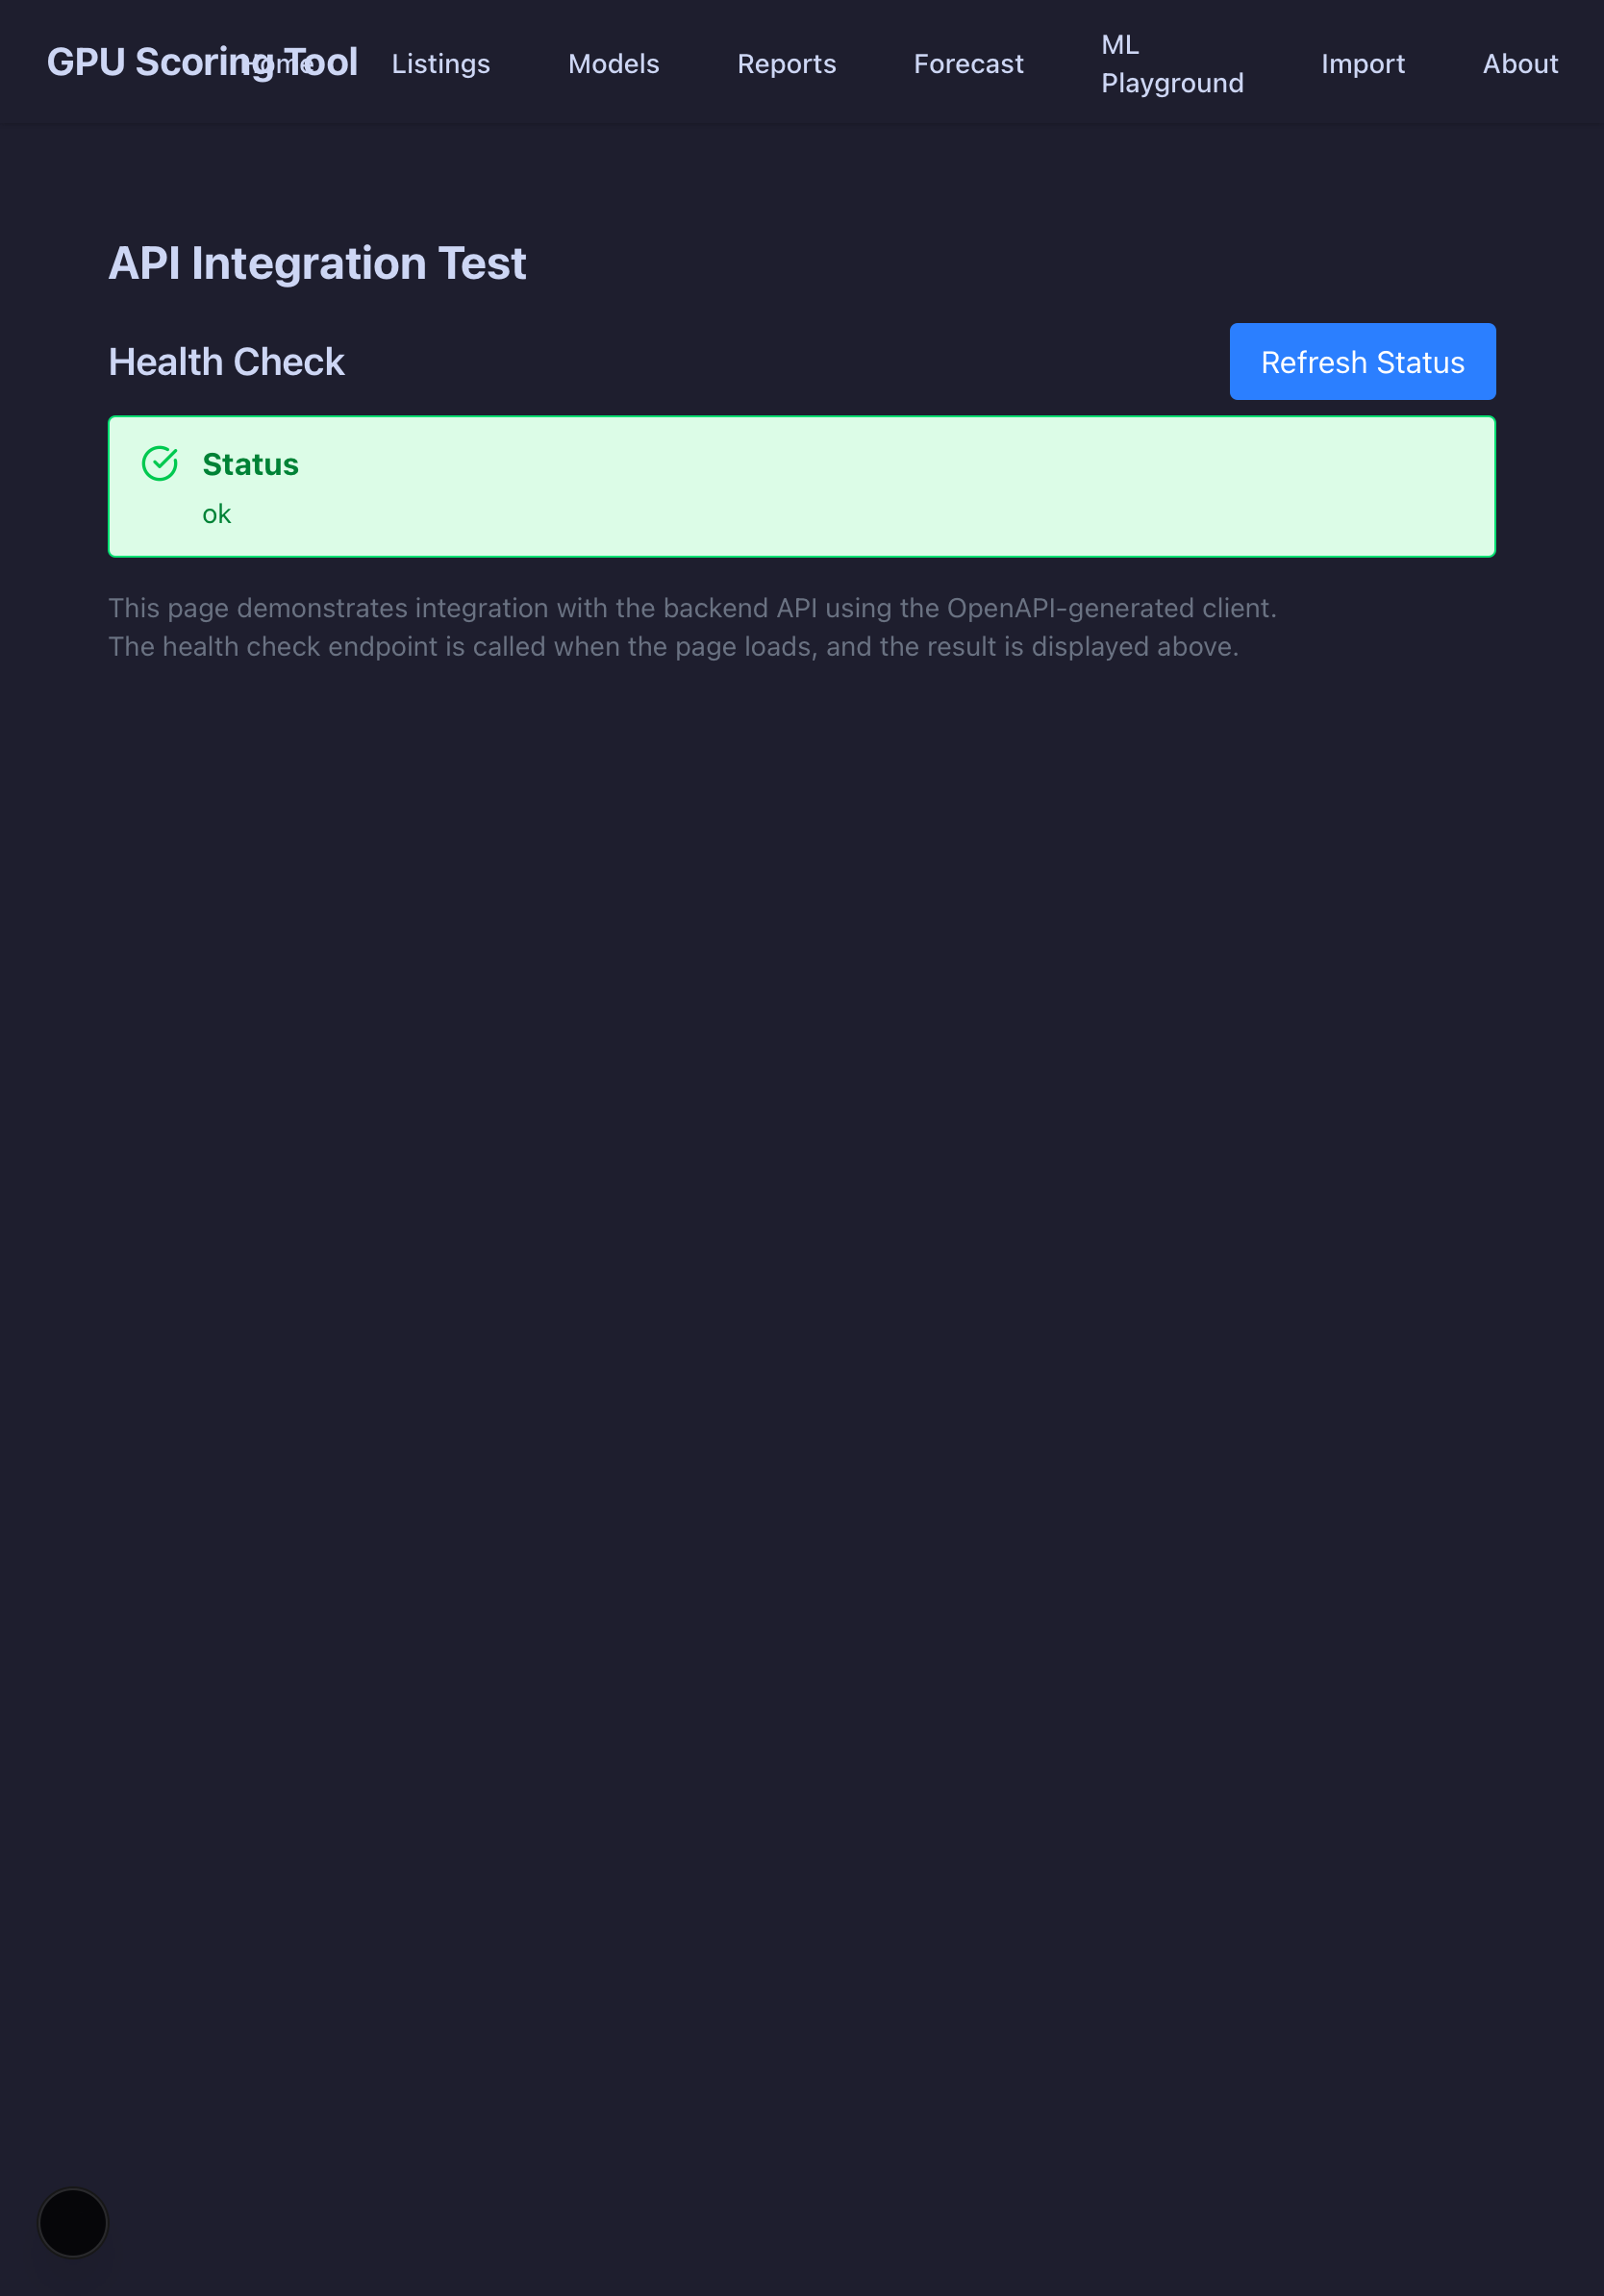 GPU Scoring Tool
Home
Listings
Models
Reports
Forecast
ML
Playground
Import
About
API Integration Test
Health Check
Refresh Status
Status
ok
This page demonstrates integration with the backend API using the OpenAPI-generated client.
The health check endpoint is called when the page loads, and the result is displayed above.